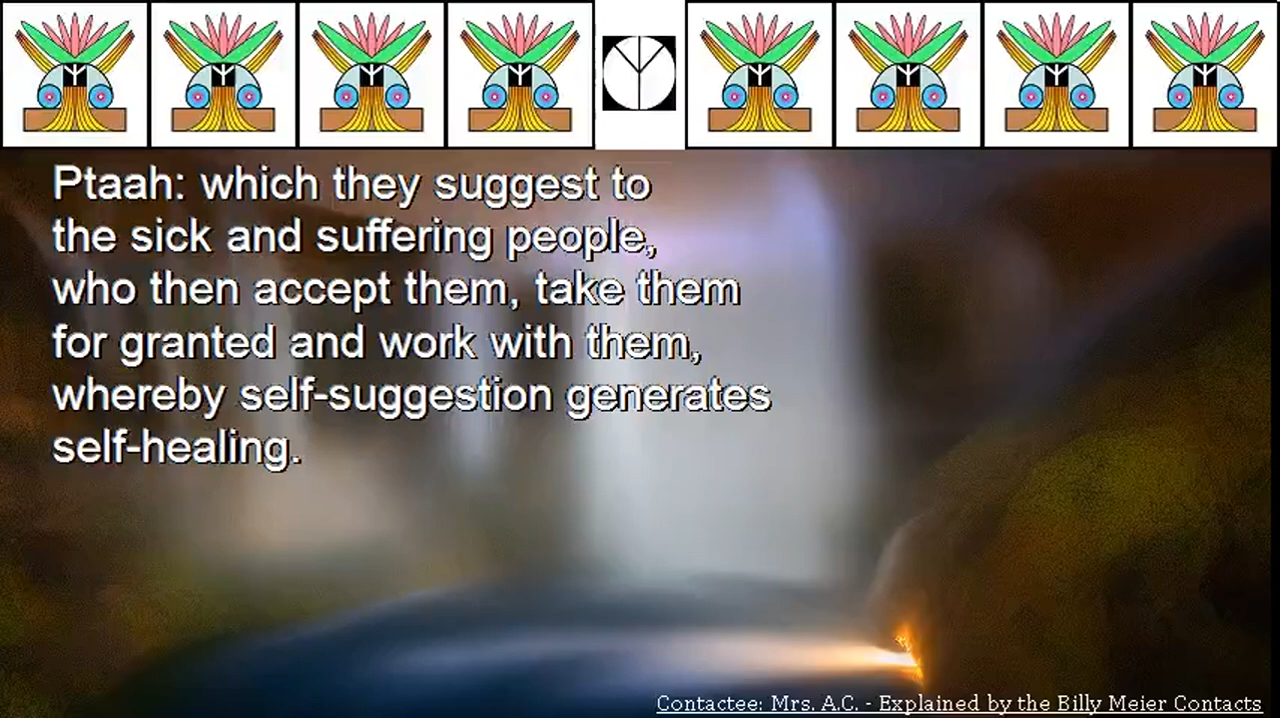 Ptaah: which they suggest to
the sick and suffering people,
who then accept them, take them
for granted and work with them,
whereby self-suggestion generates
self-healing.
Contactee: Mrs. A.C. - Explained by the Billy Meier Contacts